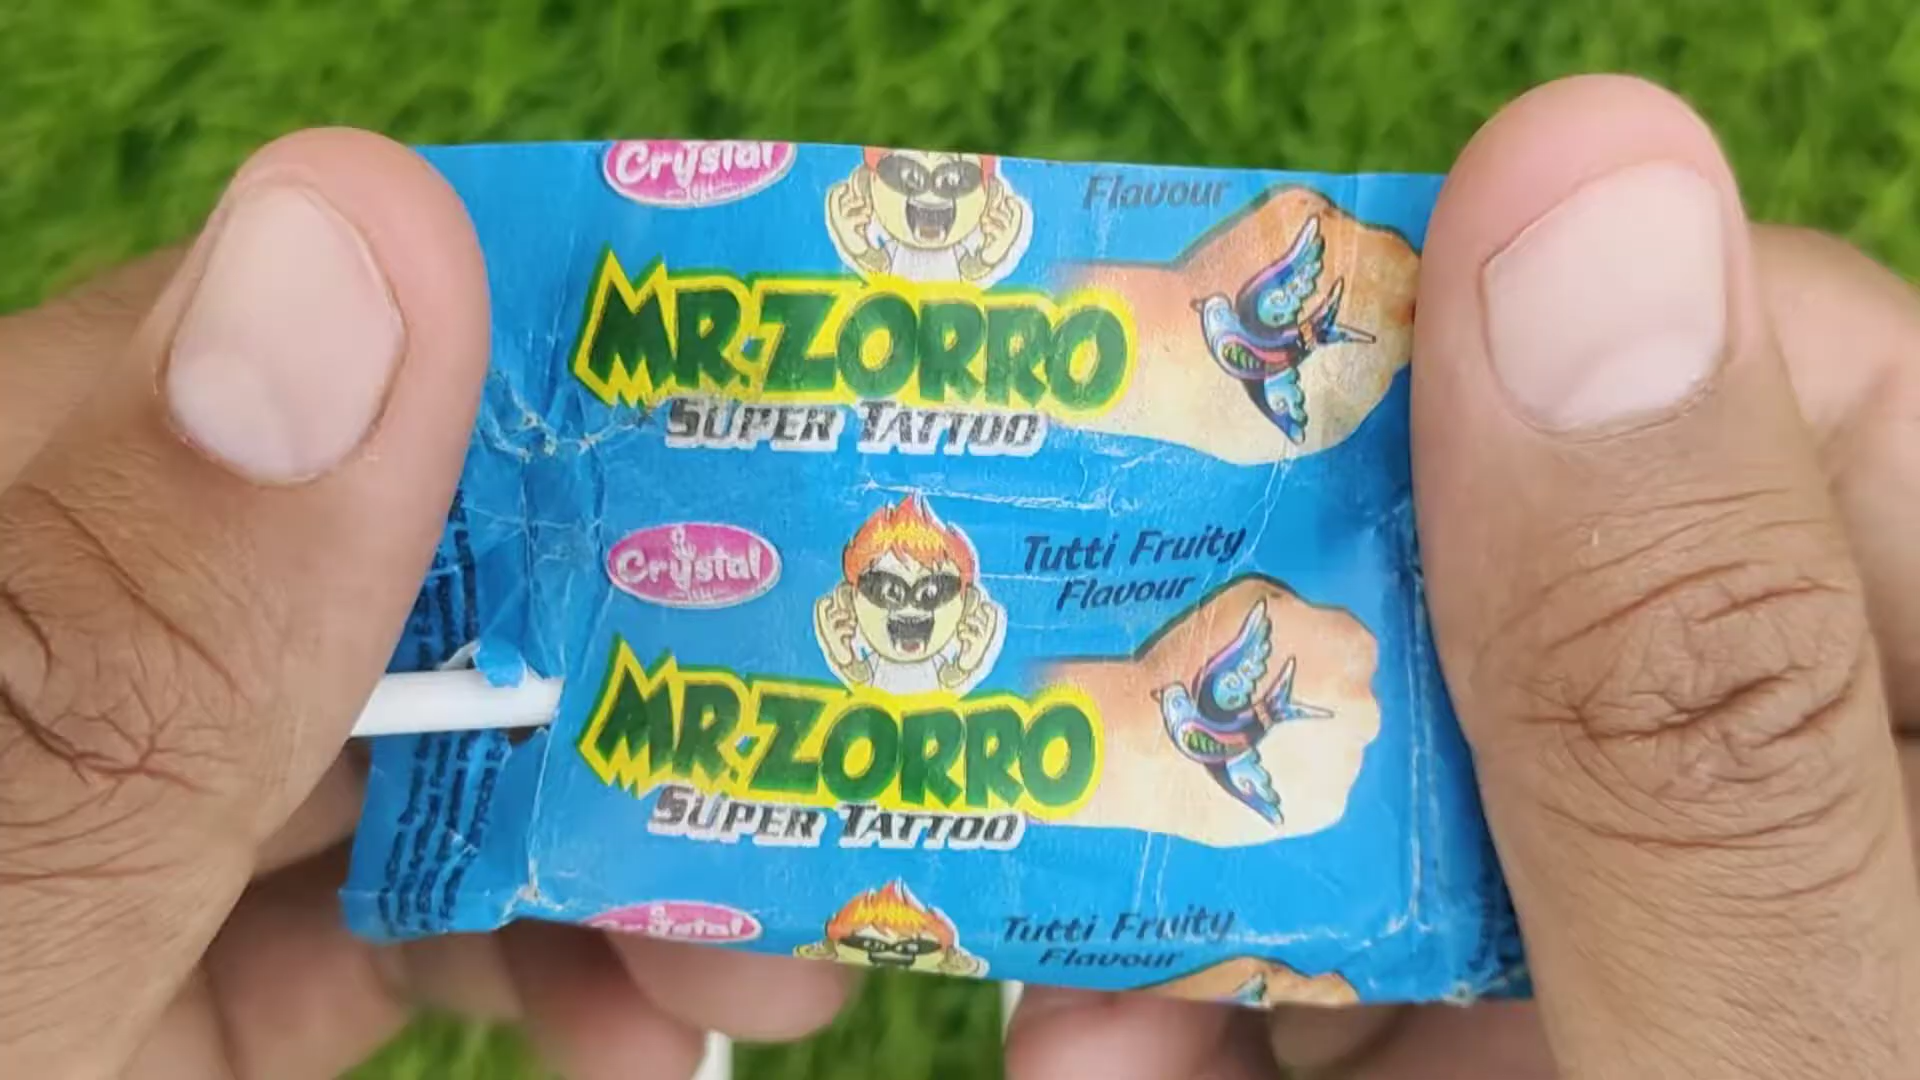 Crystal
Flavour
MR.ZORRO
SUPER TATTOO
Crystal
Tutti Fruity
Flavour
MR.ZORRO
SUPER TATTOO
Crystal
Tutti Fruity
Flavour